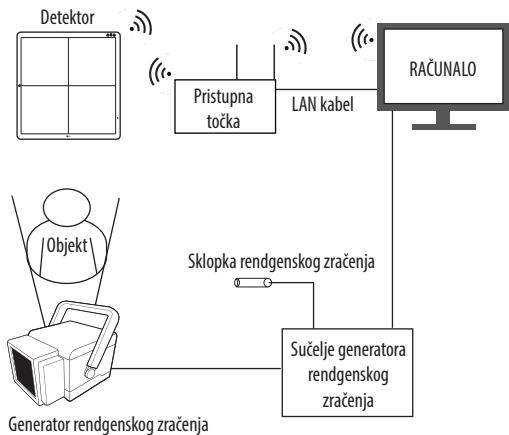 Detektor
Pristupna
točka
LAN kabel
RAČUNALO
Objekt
Sklopka rendgenskog zračenja
Sučelje generatora
rendgenskog
zračenja
Generator rendgenskog zračenja